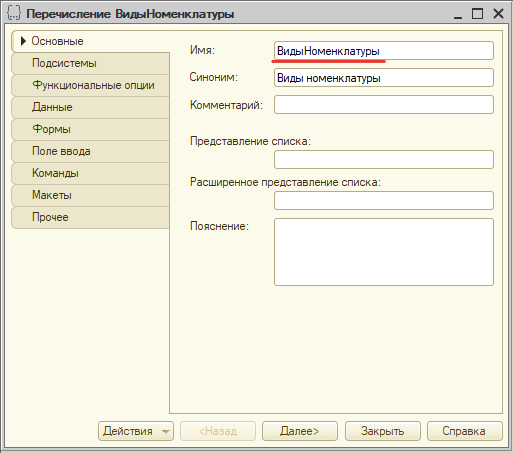 Перечисление ВидыНоменклатуры
Основные
Подсистемы
Функциональные опции
Данные
Формы
Поле ввода
Команды
Макеты
Прочее
Имя: ВидыНоменклатуры
Синоним: Виды номенклатуры
Комментарий:
Представление списка:
Расширенное представление списка:
Пояснение:
Действия <Назад Далее> Закрыть Справка